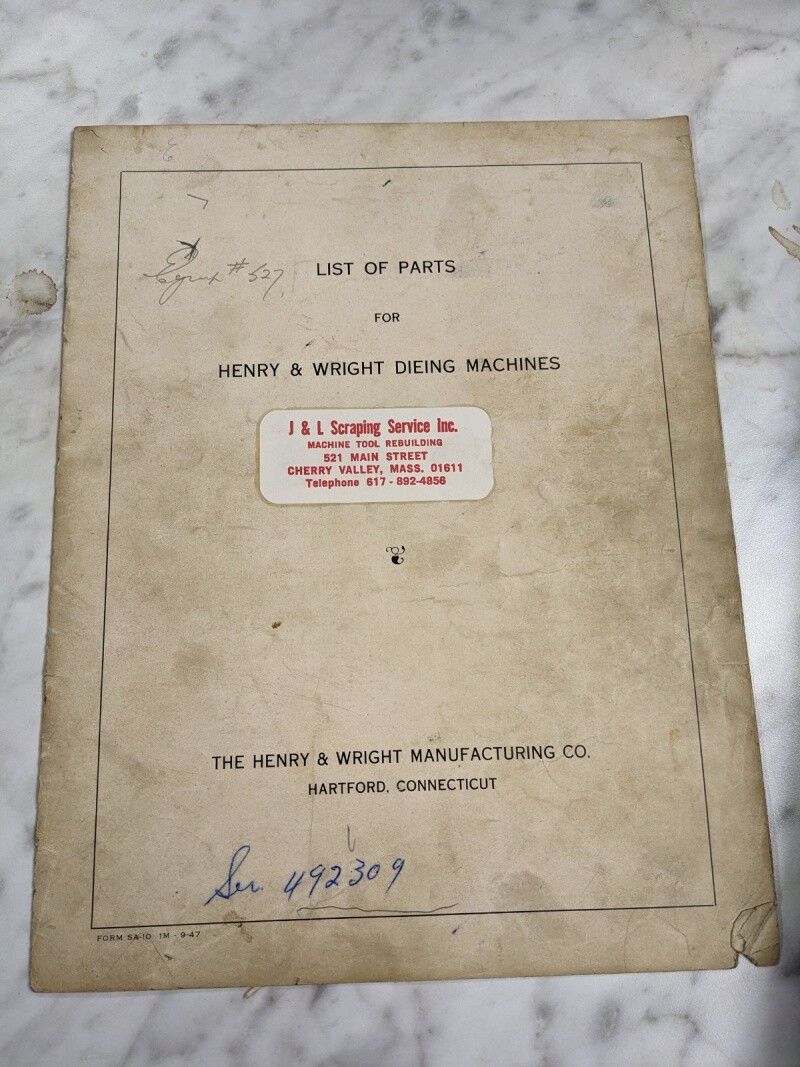 #527
LIST OF PARTS
FOR
HENRY & WRIGHT DIEING MACHINES
J & L Scraping Service Inc.
MACHINE TOOL REBUILDING
521 MAIN STREET
CHERRY VALLEY, MASS. 01611
Telephone 617 - 892-4856
THE HENRY & WRIGHT MANUFACTURING CO.
HARTFORD, CONNECTICUT
Ser. 492309
FORM SA-10 1M - 9-47